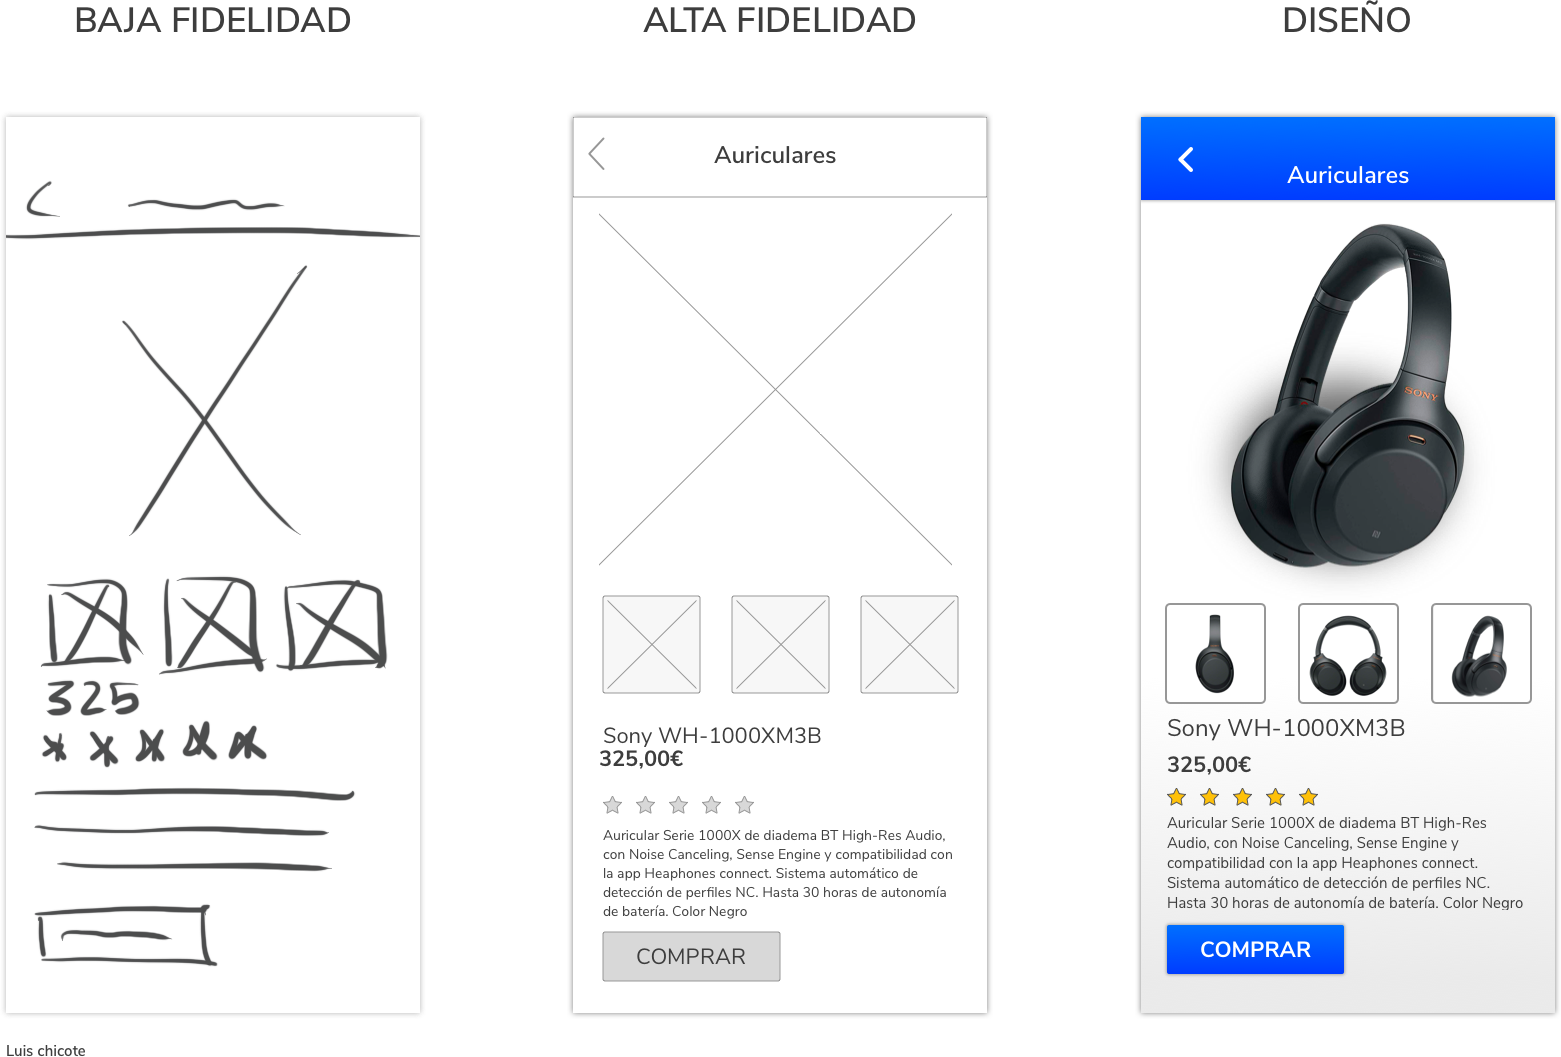 BAJA FIDELIDAD
ALTA FIDELIDAD
DISEÑO
325
Auriculares
Sony WH-1000XM3B
325,00€
Auricular Serie 1000X de diadema BT High-Res Audio,
con Noise Canceling, Sense Engine y compatibilidad con
la app Heaphones connect. Sistema automático de
detección de perfiles NC. Hasta 30 horas de autonomía
de batería. Color Negro
COMPRAR
Auriculares
SONY
Sony WH-1000XM3B
325,00€
Auricular Serie 1000X de diadema BT High-Res
Audio, con Noise Canceling, Sense Engine y
compatibilidad con la app Heaphones connect.
Sistema automático de detección de perfiles NC.
Hasta 30 horas de autonomía de batería. Color Negro
COMPRAR
Luis chicote